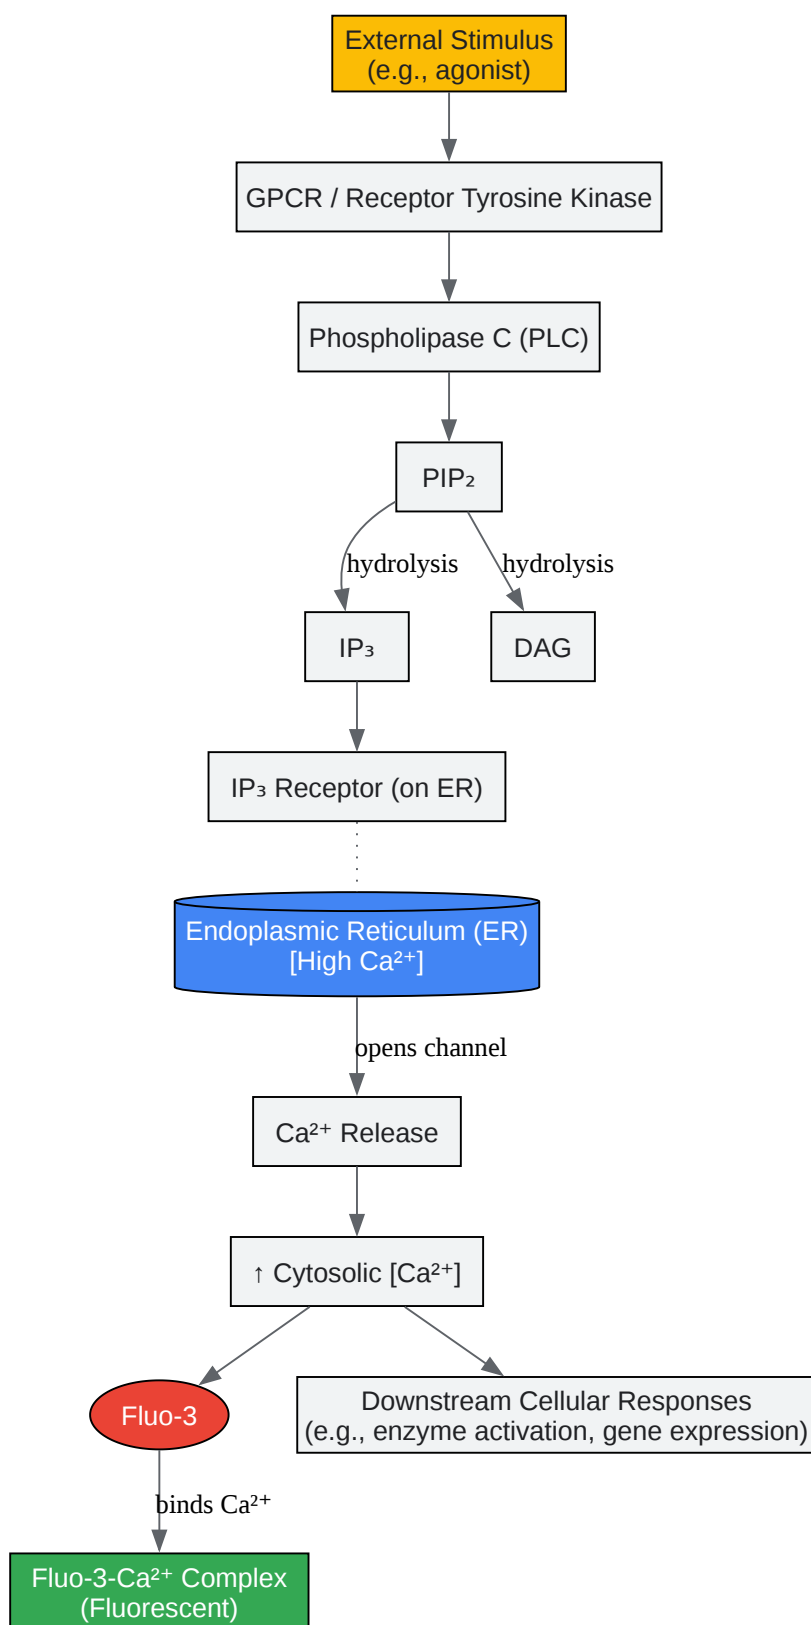 External Stimulus
(e.g., agonist)
GPCR / Receptor Tyrosine Kinase
Phospholipase C (PLC)
PIP₂
hydrolysis
hydrolysis
IP₃
DAG
IP₃ Receptor (on ER)
Endoplasmic Reticulum (ER)
[High Ca²⁺]
opens channel
Ca²⁺ Release
↑ Cytosolic [Ca²⁺]
Fluo-3
Downstream Cellular Responses
(e.g., enzyme activation, gene expression)
binds Ca²⁺
Fluo-3-Ca²⁺ Complex
(Fluorescent)